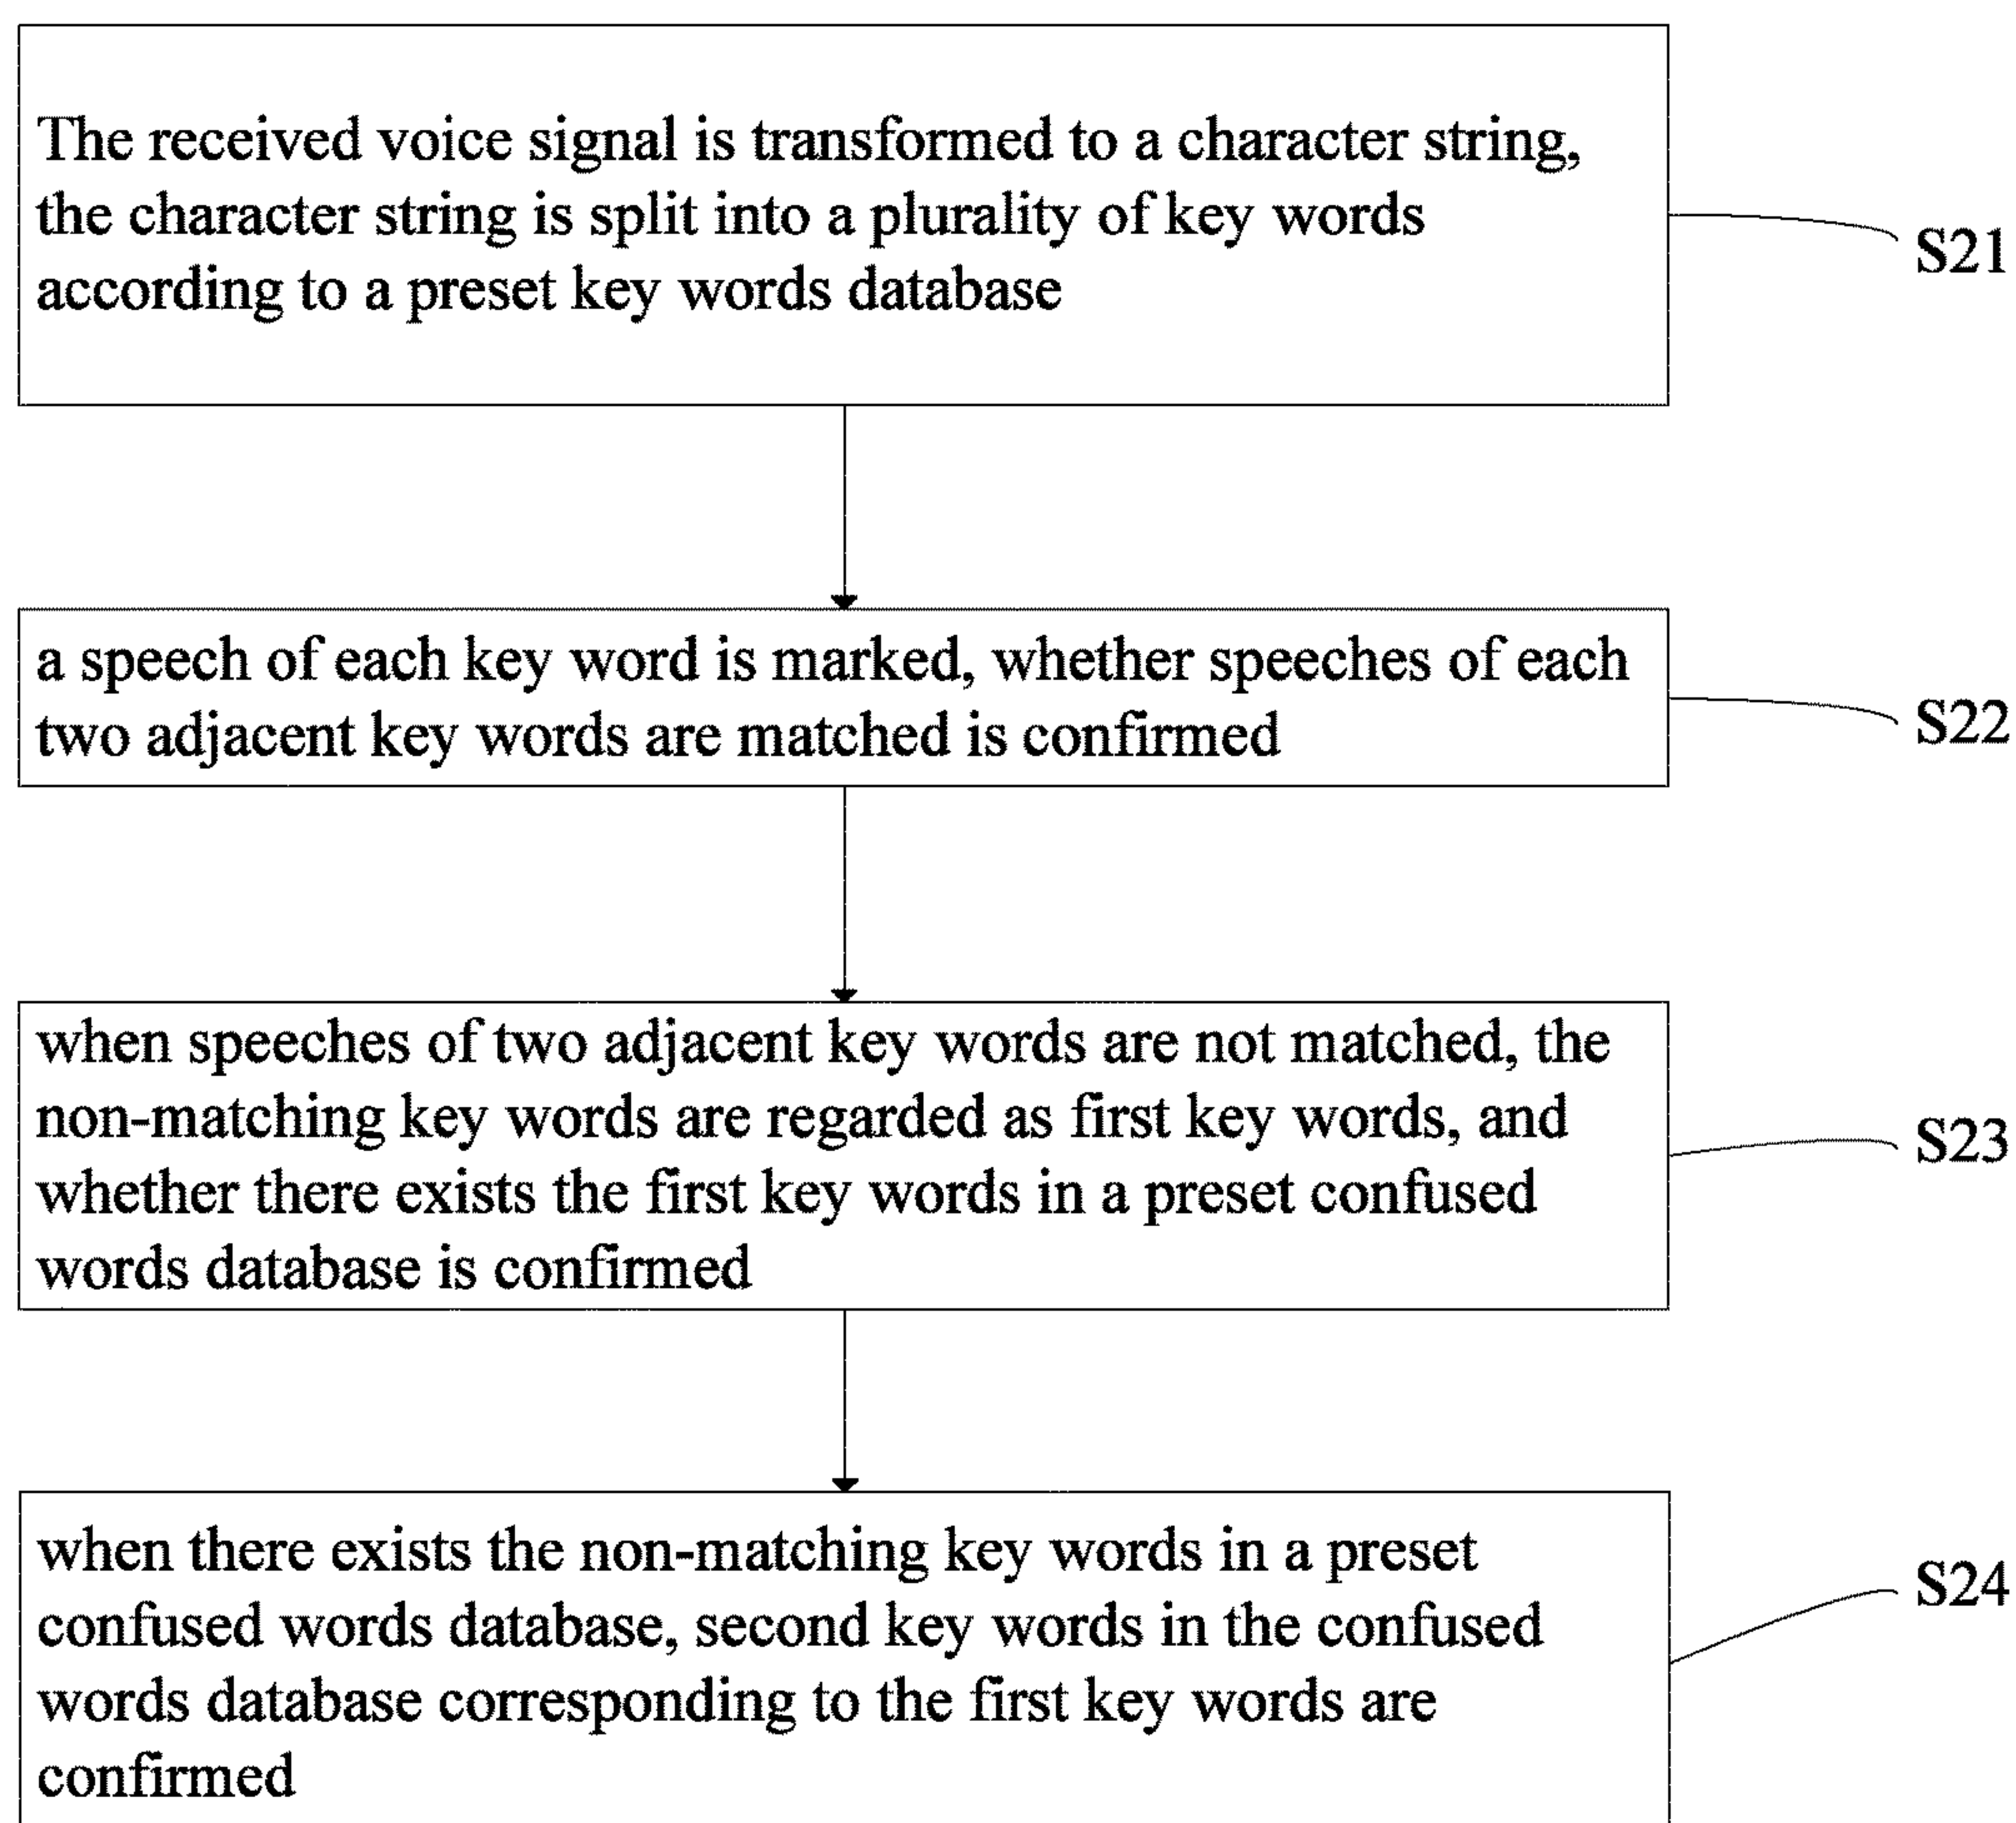 The received voice signal is transformed to a character string,
the character string is split into a plurality of key words
according to a preset key words database
S21
a speech of each key word is marked, whether speeches of each
two adjacent key words are matched is confirmed
S22
when speeches of two adjacent key words are not matched, the
non-matching key words are regarded as first key words, and
whether there exists the first key words in a preset confused
words database is confirmed
S23
when there exists the non-matching key words in a preset
confused words database, second key words in the confused
words database corresponding to the first key words are
confirmed
S24